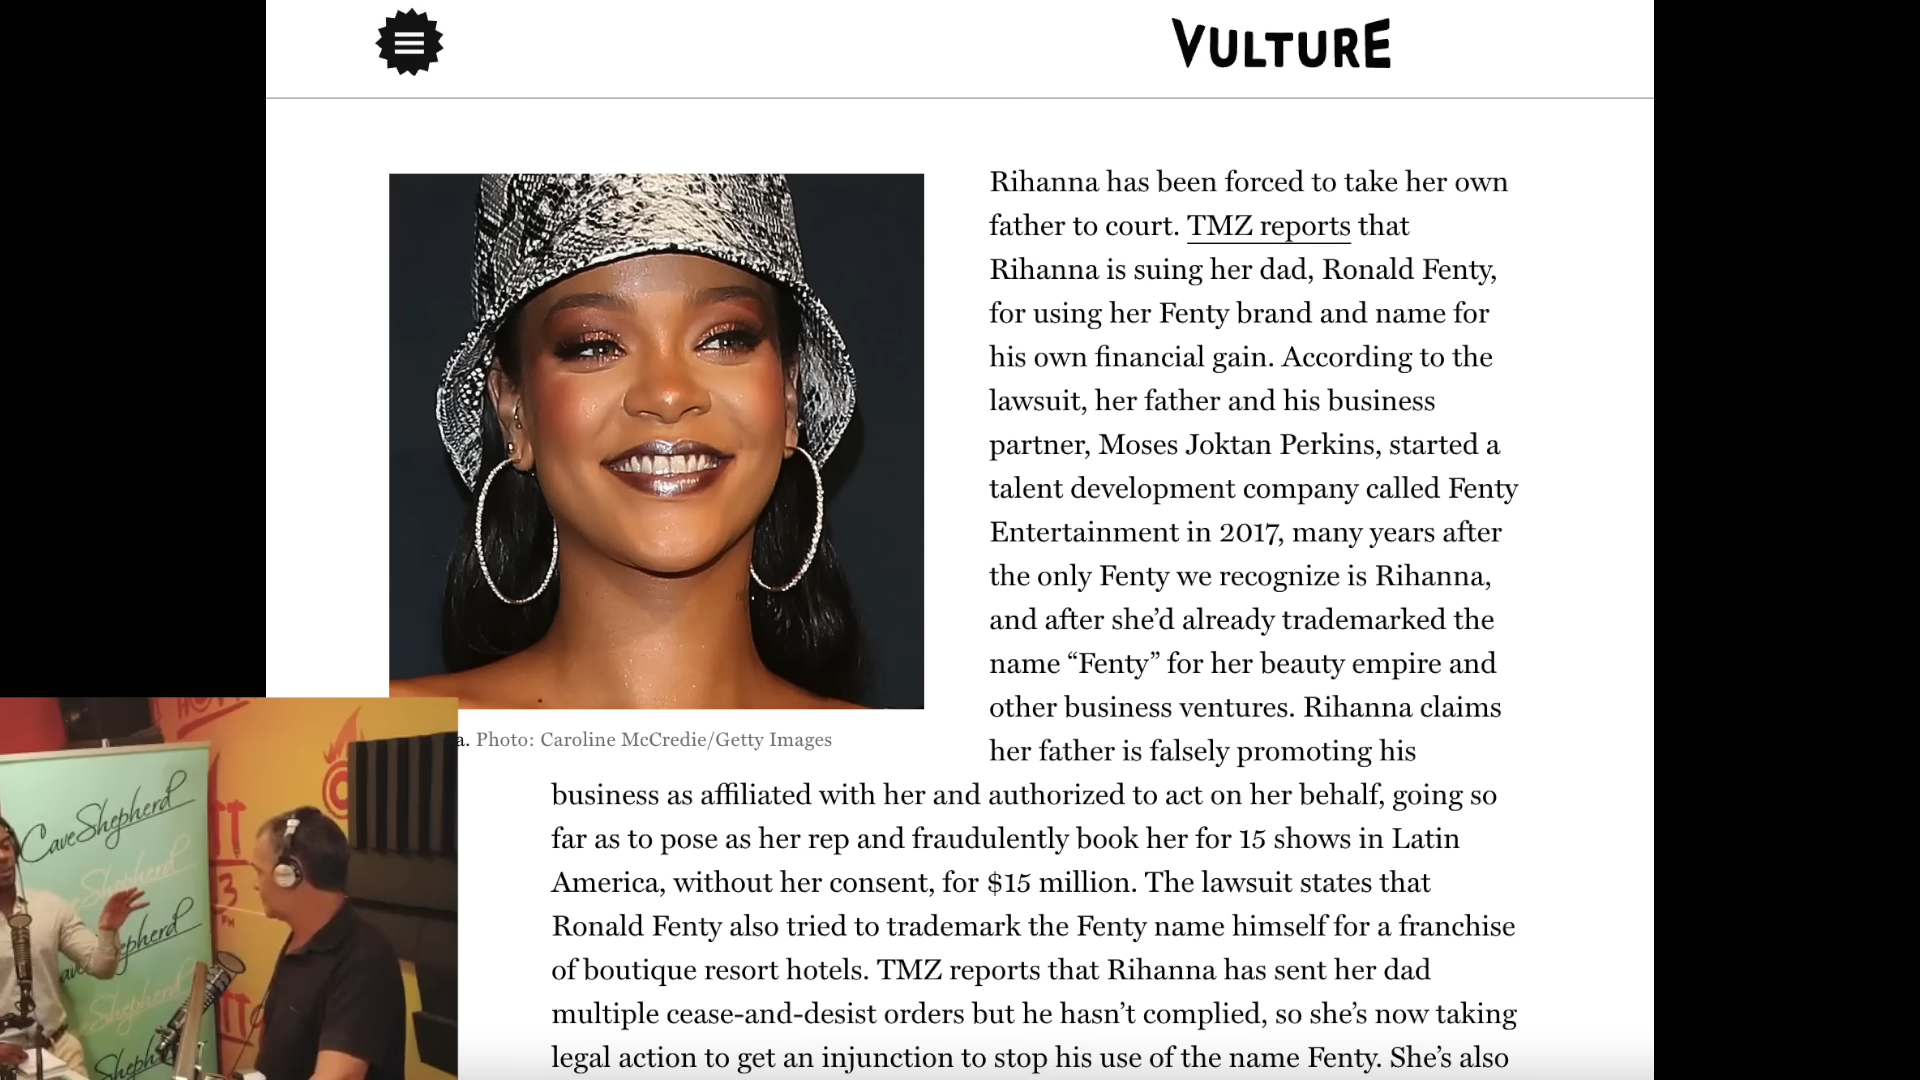 VULTURE
Rihanna has been forced to take her own
father to court. TMZ reports that
Rihanna is suing her dad, Ronald Fenty,
for using her Fenty brand and name for
his own financial gain. According to the
lawsuit, her father and his business
partner, Moses Joktan Perkins, started a
talent development company called Fenty
Entertainment in 2017, many years after
the only Fenty we recognize is Rihanna,
and after she’d already trademarked the
name “Fenty” for her beauty empire and
other business ventures. Rihanna claims
her father is falsely promoting his
a. Photo: Caroline McCredie/Getty Images
business as affiliated with her and authorized to act on her behalf, going so
far as to pose as her rep and fraudulently book her for 15 shows in Latin
America, without her consent, for $15 million. The lawsuit states that
Ronald Fenty also tried to trademark the Fenty name himself for a franchise
of boutique resort hotels. TMZ reports that Rihanna has sent her dad
multiple cease-and-desist orders but he hasn’t complied, so she’s now taking
legal action to get an injunction to stop his use of the name Fenty. She’s also
CaveShepherd
Shepherd
Shepherd
Shepherd
FM